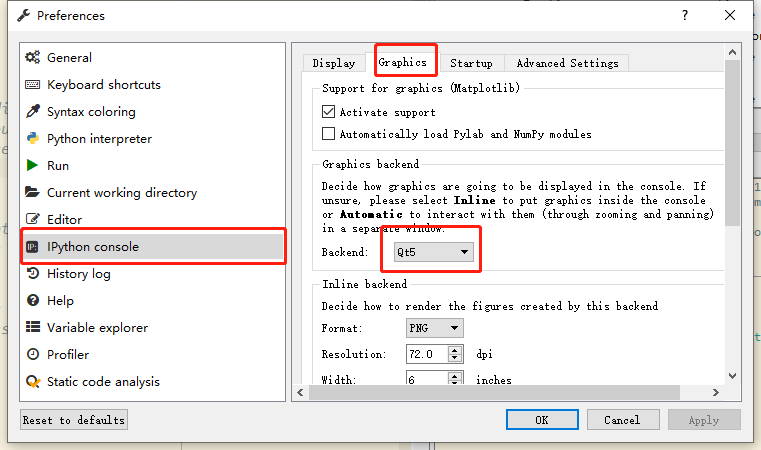 Preferences
?
General
Keyboard shortcuts
Syntax coloring
Python interpreter
Run
Current working directory
Editor
IPython console
History log
Help
Variable explorer
Profiler
Static code analysis
Display
Graphics
Startup
Advanced Settings
Support for graphics (Matplotlib)
Activate support
Automatically load Pylab and NumPy modules
Graphics backend
Decide how graphics are going to be displayed in the console. If
unsure, please select Inline to put graphics inside the console
or Automatic to interact with them (through zooming and panning)
in a separate window.
Backend: Qt5
Inline backend
Decide how to render the figures created by this backend
Format: PNG
Resolution: 72.0 dpi
Width: 6 inches
Reset to defaults
OK
Cancel
Apply